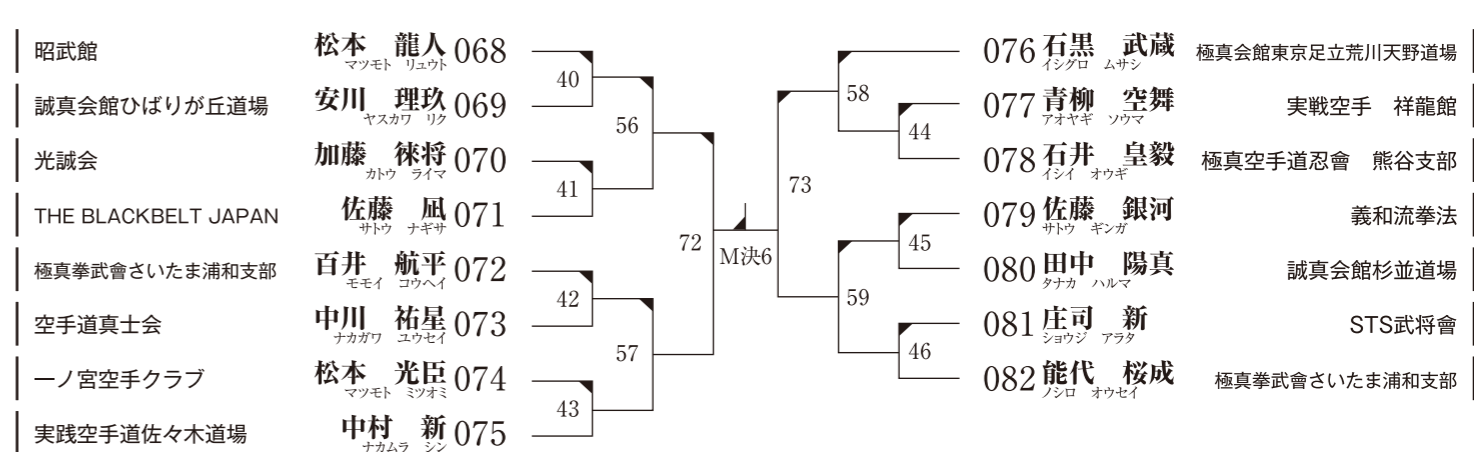 昭武館　松本　龍人 068
マツモト　リュウト
誠真会館ひばりが丘道場　安川　理玖 069
ヤスカワ　リク
光誠会　加藤　徠将 070
カトウ　ライマ
THE BLACKBELT JAPAN　佐藤　凪 071
サトウ　ナギサ
極真拳武會さいたま浦和支部　百井　航平 072
モモイ　コウヘイ
空手道真士会　中川　祐星 073
ナカガワ　ユウセイ
一ノ宮空手クラブ　松本　光臣 074
マツモト　ミツオミ
実践空手道佐々木道場　中村　新 075
ナカムラ　シン
40
41
42
43
56
57
72
M決6
73
58
59
44
45
46
076 石黒　武蔵　極真会館東京足立荒川天野道場
イシグロ　ムサシ
077 青柳　空舞　実戦空手　祥龍館
アオヤギ　ソウマ
078 石井　皇毅　極真空手道忍會　熊谷支部
イシイ　オウギ
079 佐藤　銀河　義和流拳法
サトウ　ギンガ
080 田中　陽真　誠真会館杉並道場
タナカ　ハルマ
081 庄司　新　STS武将會
ショウジ　アラタ
082 能代　桜成　極真拳武會さいたま浦和支部
ノシロ　オウセイ